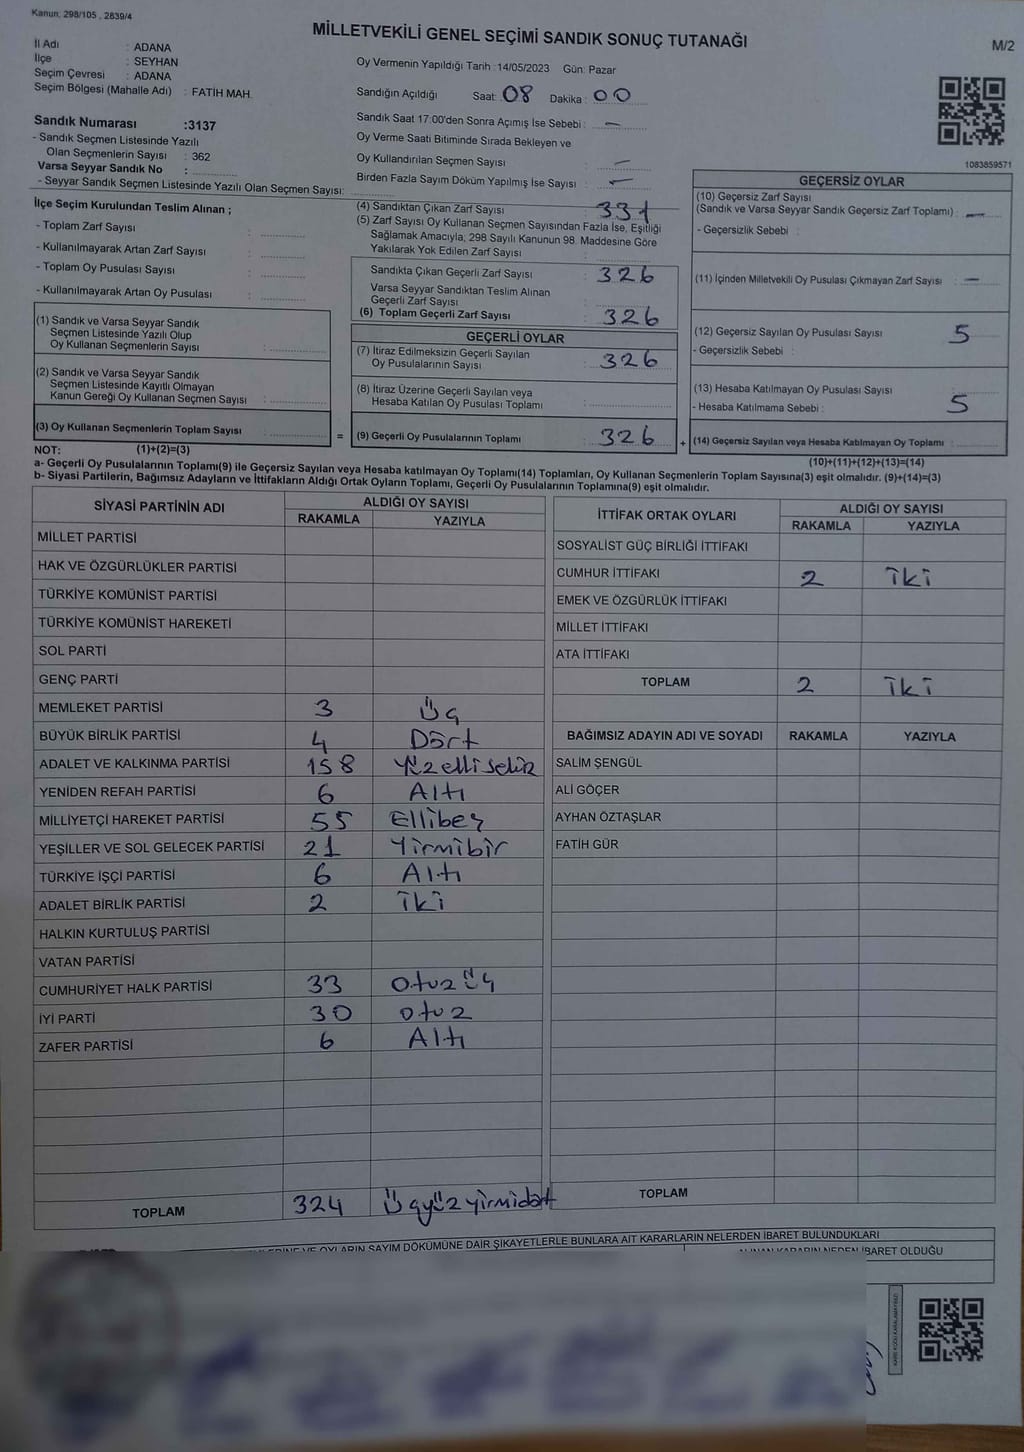 Kanun: 298/105 , 2839/4
MİLLETVEKİLİ GENEL SEÇİMİ SANDIK SONUÇ TUTANAĞI
M/2
İl Adı : ADANA
İlçe : SEYHAN
Seçim Çevresi : ADANA
Seçim Bölgesi (Mahalle Adı) : FATİH MAH.
Oy Vermenin Yapıldığı Tarih :14/05/2023 Gün: Pazar
Sandığın Açıldığı Saat: 08 Dakika: 00
Sandık Saat 17:00'den Sonra Açımış İse Sebebi : —
Oy Verme Saati Bitiminde Sırada Bekleyen ve
Oy Kullandırılan Seçmen Sayısı —
Birden Fazla Sayım Döküm Yapılmış İse Sayısı —
Sandık Numarası :3137
- Sandık Seçmen Listesinde Yazılı
Olan Seçmenlerin Sayısı : 362
Varsa Seyyar Sandık No :
- Seyyar Sandık Seçmen Listesinde Yazılı Olan Seçmen Sayısı:
1083859571
İlçe Seçim Kurulundan Teslim Alınan ;
- Toplam Zarf Sayısı :
- Kullanılmayarak Artan Zarf Sayısı :
- Toplam Oy Pusulası Sayısı :
- Kullanılmayarak Artan Oy Pusulası :
(1) Sandık ve Varsa Seyyar Sandık
Seçmen Listesinde Yazılı Olup
Oy Kullanan Seçmenlerin Sayısı :
(2) Sandık ve Varsa Seyyar Sandık
Seçmen Listesinde Kayıtlı Olmayan
Kanun Gereği Oy Kullanan Seçmen Sayısı :
(3) Oy Kullanan Seçmenlerin Toplam Sayısı :
(4) Sandıktan Çıkan Zarf Sayısı : 331
(5) Zarf Sayısı Oy Kullanan Seçmen Sayısından Fazla İse, Eşitliği
Sağlamak Amacıyla, 298 Sayılı Kanunun 98. Maddesine Göre
Yakılarak Yok Edilen Zarf Sayısı :
Sandıkta Çıkan Geçerli Zarf Sayısı : 326
Varsa Seyyar Sandıktan Teslim Alınan
Geçerli Zarf Sayısı :
(6) Toplam Geçerli Zarf Sayısı : 326
GEÇERLİ OYLAR
(7) İtiraz Edilmeksizin Geçerli Sayılan
Oy Pusulalarının Sayısı : 326
(8) İtiraz Üzerine Geçerli Sayılan veya
Hesaba Katılan Oy Pusulası Toplamı :
= (9) Geçerli Oy Pusulalarının Toplamı : 326 +
GEÇERSİZ OYLAR
(10) Geçersiz Zarf Sayısı
(Sandık ve Varsa Seyyar Sandık Geçersiz Zarf Toplamı) : —
- Geçersizlik Sebebi :
(11) İçinden Milletvekili Oy Pusulası Çıkmayan Zarf Sayısı : —
(12) Geçersiz Sayılan Oy Pusulası Sayısı 5
- Geçersizlik Sebebi :
(13) Hesaba Katılmayan Oy Pusulası Sayısı
- Hesaba Katılmama Sebebi : 5
(14) Geçersiz Sayılan veya Hesaba Katılmayan Oy Toplamı :
NOT: (1)+(2)=(3)
(10)+(11)+(12)+(13)=(14)
a- Geçerli Oy Pusulalarının Toplamı(9) ile Geçersiz Sayılan veya Hesaba katılmayan Oy Toplamı(14) Toplamları, Oy Kullanan Seçmenlerin Toplam Sayısına(3) eşit olmalıdır. (9)+(14)=(3)
b- Siyasi Partilerin, Bağımsız Adayların ve İttifakların Aldığı Ortak Oyların Toplamı, Geçerli Oy Pusulalarının Toplamına(9) eşit olmalıdır.
SİYASİ PARTİNİN ADI ALDIĞI OY SAYISI
RAKAMLA YAZIYLA
MİLLET PARTİSİ
HAK VE ÖZGÜRLÜKLER PARTİSİ
TÜRKİYE KOMÜNİST PARTİSİ
TÜRKİYE KOMÜNİST HAREKETİ
SOL PARTİ
GENÇ PARTİ
MEMLEKET PARTİSİ 3 Üç
BÜYÜK BİRLİK PARTİSİ 4 Dört
ADALET VE KALKINMA PARTİSİ 158 Yüzellisekiz
YENİDEN REFAH PARTİSİ 6 Altı
MİLLİYETÇİ HAREKET PARTİSİ 55 Ellibeş
YEŞİLLER VE SOL GELECEK PARTİSİ 21 Yirmibir
TÜRKİYE İŞÇİ PARTİSİ 6 Altı
ADALET BİRLİK PARTİSİ 2 İki
HALKIN KURTULUŞ PARTİSİ
VATAN PARTİSİ
CUMHURİYET HALK PARTİSİ 33 Otuz üç
İYİ PARTİ 30 otuz
ZAFER PARTİSİ 6 Altı
TOPLAM 324 Üçyüzyirmidört
İTTİFAK ORTAK OYLARI ALDIĞI OY SAYISI
RAKAMLA YAZIYLA
SOSYALİST GÜÇ BİRLİĞİ İTTİFAKI
CUMHUR İTTİFAKI 2 İki
EMEK VE ÖZGÜRLÜK İTTİFAKI
MİLLET İTTİFAKI
ATA İTTİFAKI
TOPLAM 2 İki
BAĞIMSIZ ADAYIN ADI VE SOYADI RAKAMLA YAZIYLA
SALİM ŞENGÜL
ALİ GÖÇER
AYHAN ÖZTAŞLAR
FATİH GÜR
TOPLAM
VE OYLARIN SAYIM DÖKÜMÜNE DAİR ŞİKAYETLERLE BUNLARA AİT KARARLARIN NELERDEN İBARET BULUNDUKLARI
KARARIN NEDEN İBARET OLDUĞU